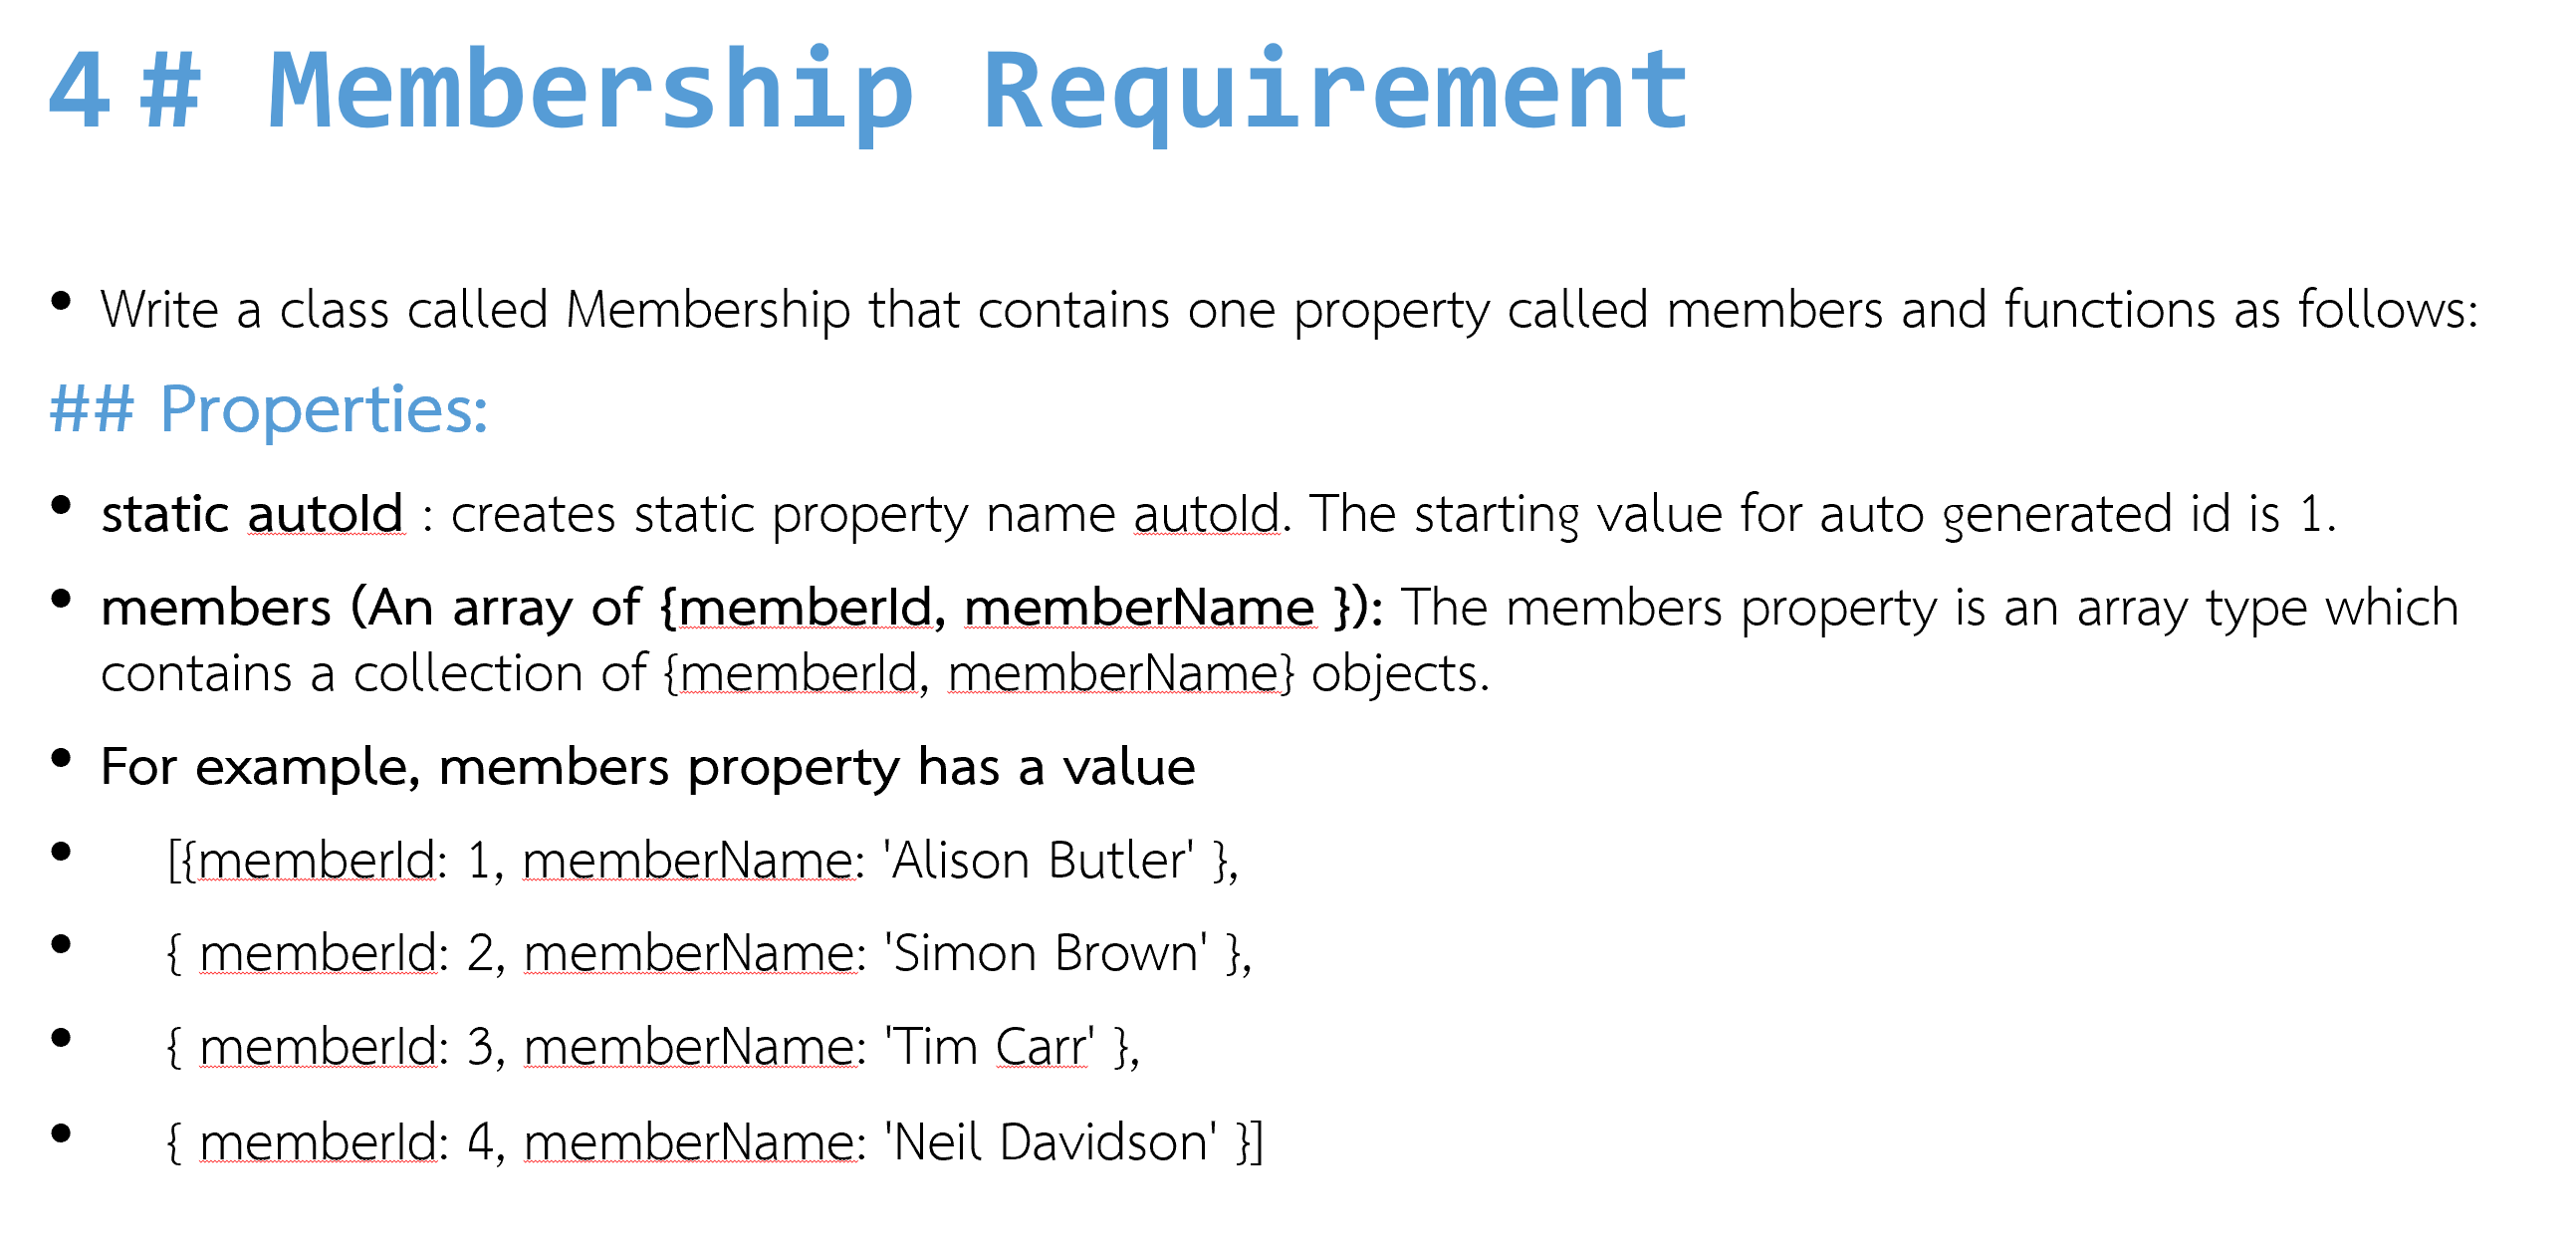 4 # Membership Requirement
• Write a class called Membership that contains one property called members and functions as follows:
## Properties:
• static autoId : creates static property name autoId. The starting value for auto generated id is 1.
• members (An array of {memberId, memberName }): The members property is an array type which
contains a collection of {memberId, memberName} objects.
• For example, members property has a value
• [{memberId: 1, memberName: 'Alison Butler' },
• { memberId: 2, memberName: 'Simon Brown' },
• { memberId: 3, memberName: 'Tim Carr' },
• { memberId: 4, memberName: 'Neil Davidson' }]